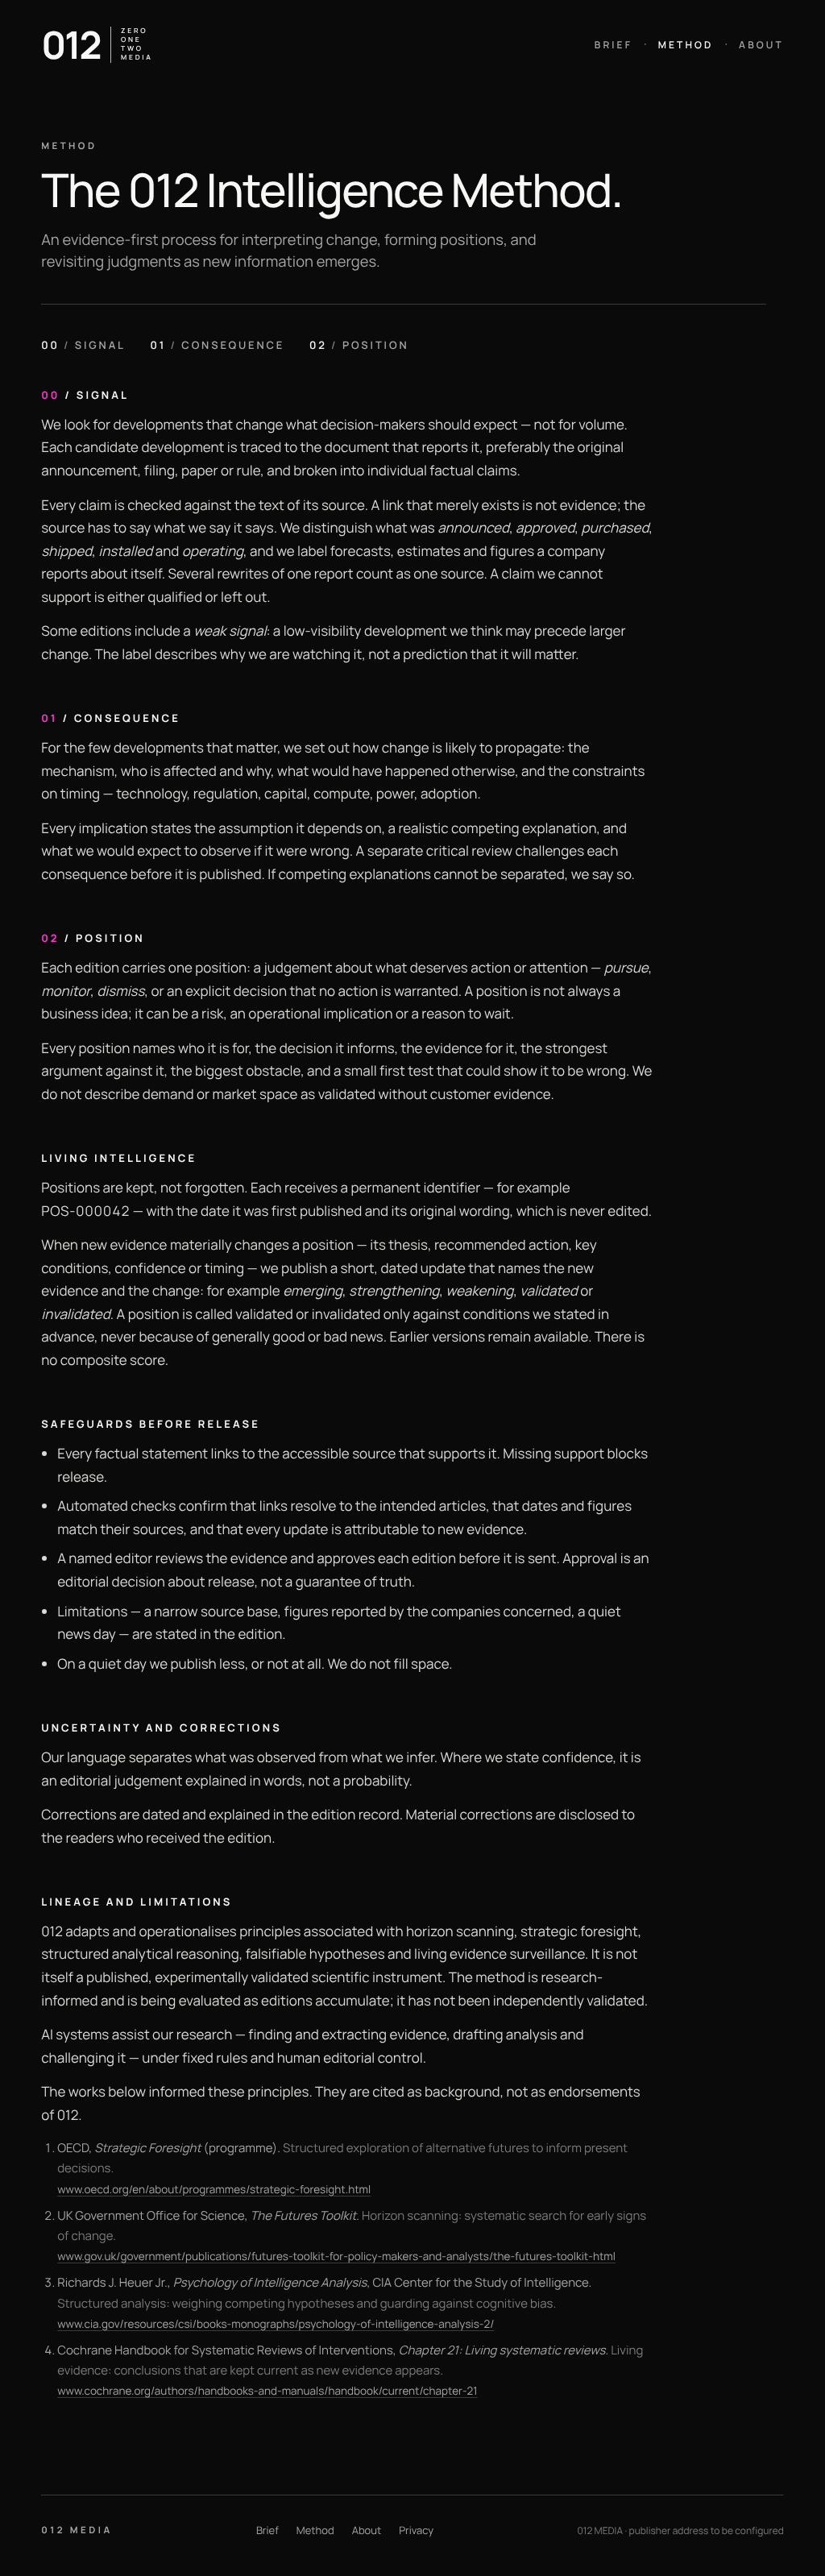 012
ZERO
ONE
TWO
MEDIA
BRIEF · METHOD · ABOUT
METHOD
The 012 Intelligence Method.
An evidence-first process for interpreting change, forming positions, and
revisiting judgments as new information emerges.
00 / SIGNAL 01 / CONSEQUENCE 02 / POSITION
00 / SIGNAL
We look for developments that change what decision-makers should expect — not for volume.
Each candidate development is traced to the document that reports it, preferably the original
announcement, filing, paper or rule, and broken into individual factual claims.
Every claim is checked against the text of its source. A link that merely exists is not evidence; the
source has to say what we say it says. We distinguish what was announced, approved, purchased,
shipped, installed and operating, and we label forecasts, estimates and figures a company
reports about itself. Several rewrites of one report count as one source. A claim we cannot
support is either qualified or left out.
Some editions include a weak signal: a low-visibility development we think may precede larger
change. The label describes why we are watching it, not a prediction that it will matter.
01 / CONSEQUENCE
For the few developments that matter, we set out how change is likely to propagate: the
mechanism, who is affected and why, what would have happened otherwise, and the constraints
on timing — technology, regulation, capital, compute, power, adoption.
Every implication states the assumption it depends on, a realistic competing explanation, and
what we would expect to observe if it were wrong. A separate critical review challenges each
consequence before it is published. If competing explanations cannot be separated, we say so.
02 / POSITION
Each edition carries one position: a judgement about what deserves action or attention — pursue,
monitor, dismiss, or an explicit decision that no action is warranted. A position is not always a
business idea; it can be a risk, an operational implication or a reason to wait.
Every position names who it is for, the decision it informs, the evidence for it, the strongest
argument against it, the biggest obstacle, and a small first test that could show it to be wrong. We
do not describe demand or market space as validated without customer evidence.
LIVING INTELLIGENCE
Positions are kept, not forgotten. Each receives a permanent identifier — for example
POS-000042 — with the date it was first published and its original wording, which is never edited.
When new evidence materially changes a position — its thesis, recommended action, key
conditions, confidence or timing — we publish a short, dated update that names the new
evidence and the change: for example emerging, strengthening, weakening, validated or
invalidated. A position is called validated or invalidated only against conditions we stated in
advance, never because of generally good or bad news. Earlier versions remain available. There is
no composite score.
SAFEGUARDS BEFORE RELEASE
• Every factual statement links to the accessible source that supports it. Missing support blocks
release.
• Automated checks confirm that links resolve to the intended articles, that dates and figures
match their sources, and that every update is attributable to new evidence.
• A named editor reviews the evidence and approves each edition before it is sent. Approval is an
editorial decision about release, not a guarantee of truth.
• Limitations — a narrow source base, figures reported by the companies concerned, a quiet
news day — are stated in the edition.
• On a quiet day we publish less, or not at all. We do not fill space.
UNCERTAINTY AND CORRECTIONS
Our language separates what was observed from what we infer. Where we state confidence, it is
an editorial judgement explained in words, not a probability.
Corrections are dated and explained in the edition record. Material corrections are disclosed to
the readers who received the edition.
LINEAGE AND LIMITATIONS
012 adapts and operationalises principles associated with horizon scanning, strategic foresight,
structured analytical reasoning, falsifiable hypotheses and living evidence surveillance. It is not
itself a published, experimentally validated scientific instrument. The method is research-
informed and is being evaluated as editions accumulate; it has not been independently validated.
AI systems assist our research — finding and extracting evidence, drafting analysis and
challenging it — under fixed rules and human editorial control.
The works below informed these principles. They are cited as background, not as endorsements
of 012.
1. OECD, Strategic Foresight (programme). Structured exploration of alternative futures to inform present
decisions.
www.oecd.org/en/about/programmes/strategic-foresight.html
2. UK Government Office for Science, The Futures Toolkit. Horizon scanning: systematic search for early signs
of change.
www.gov.uk/government/publications/futures-toolkit-for-policy-makers-and-analysts/the-futures-toolkit-html
3. Richards J. Heuer Jr., Psychology of Intelligence Analysis, CIA Center for the Study of Intelligence.
Structured analysis: weighing competing hypotheses and guarding against cognitive bias.
www.cia.gov/resources/csi/books-monographs/psychology-of-intelligence-analysis-2/
4. Cochrane Handbook for Systematic Reviews of Interventions, Chapter 21: Living systematic reviews. Living
evidence: conclusions that are kept current as new evidence appears.
www.cochrane.org/authors/handbooks-and-manuals/handbook/current/chapter-21
012 MEDIA Brief Method About Privacy 012 MEDIA · publisher address to be configured